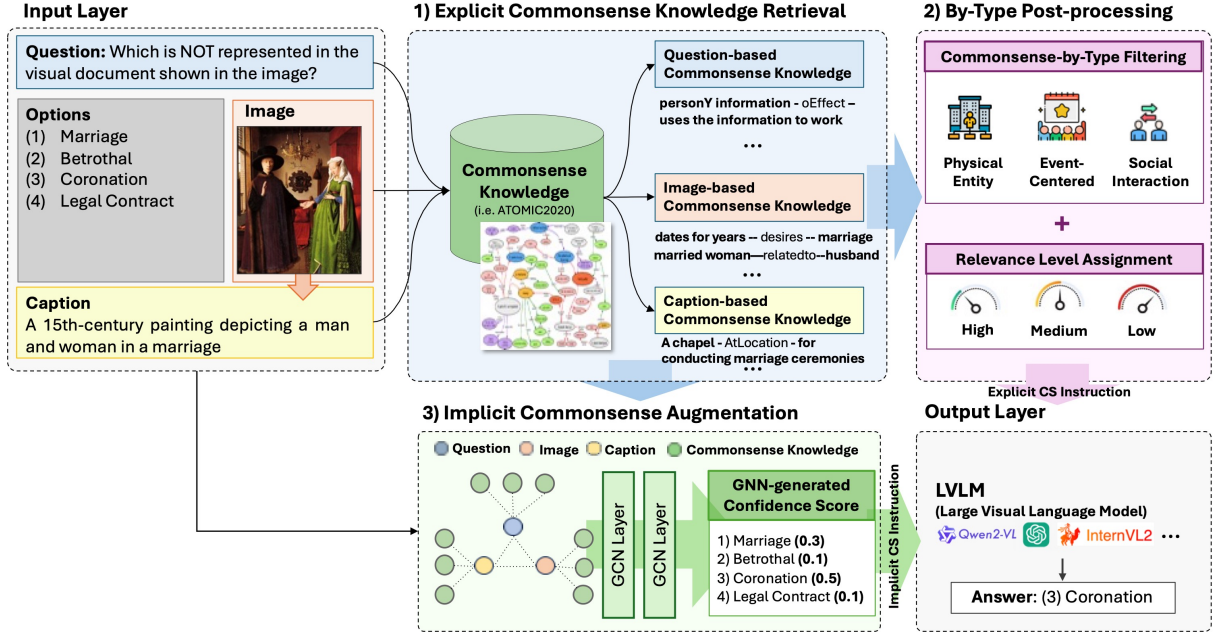 Input Layer
Question: Which is NOT represented in the
visual document shown in the image?
Options
(1) Marriage
(2) Betrothal
(3) Coronation
(4) Legal Contract
Image
Caption
A 15th-century painting depicting a man
and woman in a marriage
1) Explicit Commonsense Knowledge Retrieval
Commonsense
Knowledge
(i.e. ATOMIC2020)
Question-based
Commonsense Knowledge
personY information - oEffect –
uses the information to work
...
Image-based
Commonsense Knowledge
dates for years -- desires -- marriage
married woman—relatedto--husband
...
Caption-based
Commonsense Knowledge
A chapel - AtLocation - for
conducting marriage ceremonies
...
2) By-Type Post-processing
Commonsense-by-Type Filtering
Physical
Entity
Event-
Centered
Social
Interaction
+
Relevance Level Assignment
High
Medium
Low
Explicit CS Instruction
3) Implicit Commonsense Augmentation
Question
Image
Caption
Commonsense Knowledge
GCN Layer
GCN Layer
GNN-generated
Confidence Score
1) Marriage (0.3)
2) Betrothal (0.1)
3) Coronation (0.5)
4) Legal Contract (0.1)
Implicit CS Instruction
Output Layer
LVLM
(Large Visual Language Model)
Qwen2-VL
InternVL2
...
Answer: (3) Coronation